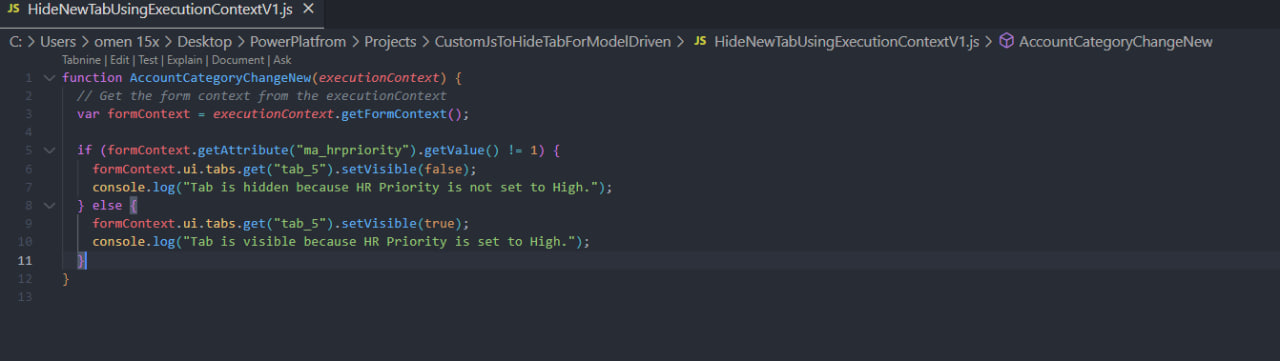 JS HideNewTabUsingExecutionContextV1.js ×
C: > Users > omen 15x > Desktop > PowerPlatfrom > Projects > CustomJsToHideTabForModelDriven > JS HideNewTabUsingExecutionContextV1.js > AccountCategoryChangeNew
Tabnine | Edit | Test | Explain | Document | Ask
1 function AccountCategoryChangeNew(executionContext) {
2 // Get the form context from the executionContext
3 var formContext = executionContext.getFormContext();
4
5 if (formContext.getAttribute("ma_hrpriority").getValue() != 1) {
6 formContext.ui.tabs.get("tab_5").setVisible(false);
7 console.log("Tab is hidden because HR Priority is not set to High.");
8 } else {
9 formContext.ui.tabs.get("tab_5").setVisible(true);
10 console.log("Tab is visible because HR Priority is set to High.");
11 }
12 }
13